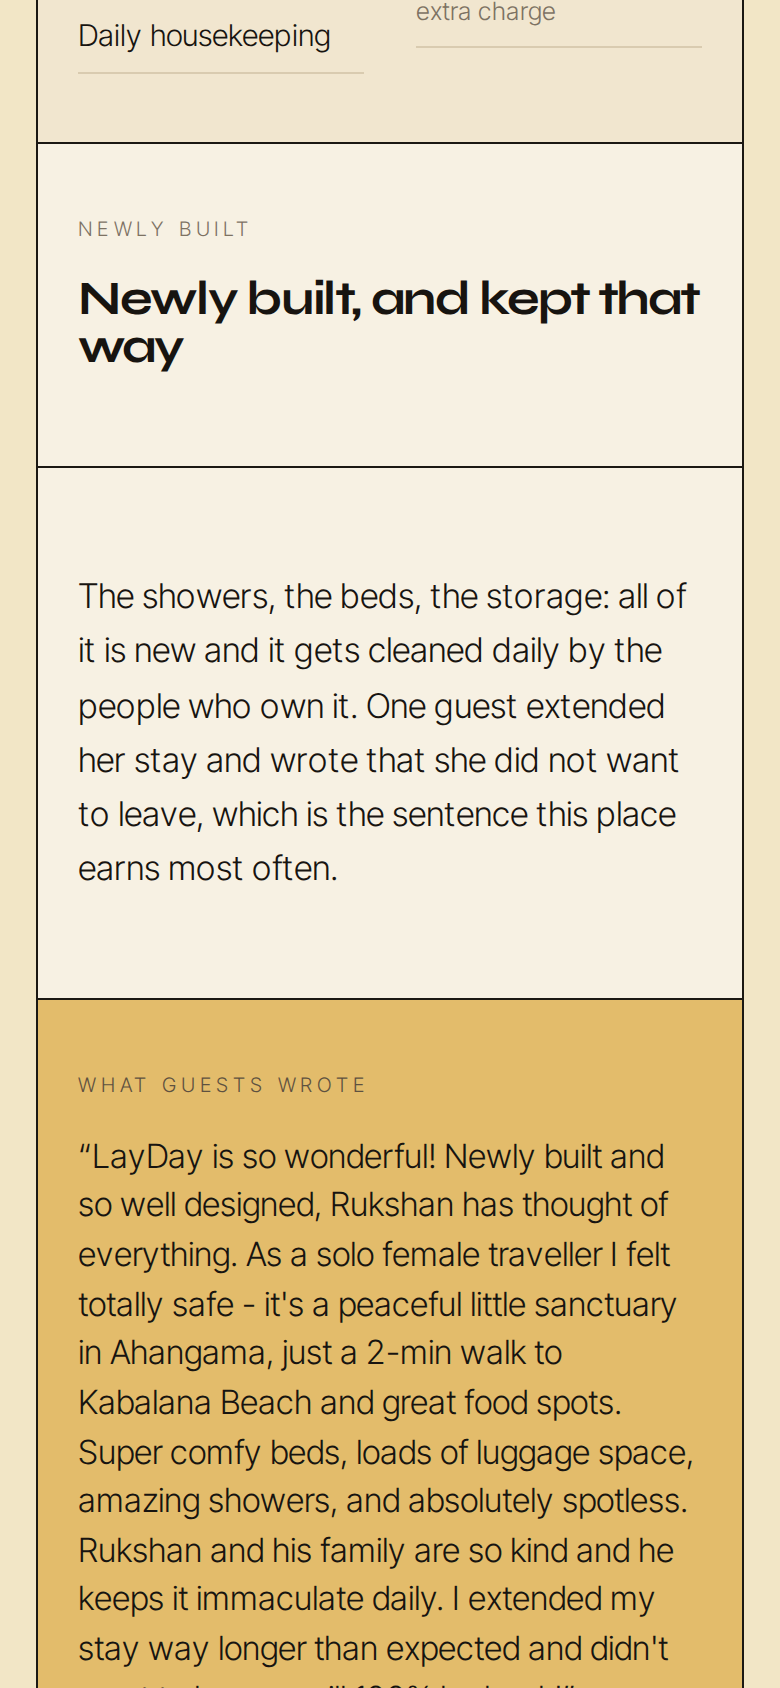 extra charge
Daily housekeeping
NEWLY BUILT
Newly built, and kept that
way
The showers, the beds, the storage: all of
it is new and it gets cleaned daily by the
people who own it. One guest extended
her stay and wrote that she did not want
to leave, which is the sentence this place
earns most often.
WHAT GUESTS WROTE
“LayDay is so wonderful! Newly built and
so well designed, Rukshan has thought of
everything. As a solo female traveller I felt
totally safe - it's a peaceful little sanctuary
in Ahangama, just a 2-min walk to
Kabalana Beach and great food spots.
Super comfy beds, loads of luggage space,
amazing showers, and absolutely spotless.
Rukshan and his family are so kind and he
keeps it immaculate daily. I extended my
stay way longer than expected and didn't